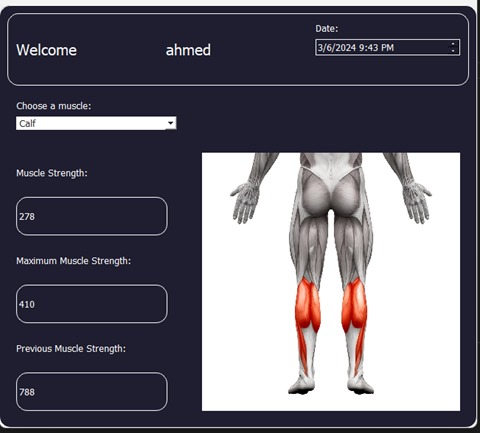 Date:
Welcome ahmed
3/6/2024 9:43 PM
Choose a muscle:
Calf
Muscle Strength:
278
Maximum Muscle Strength:
410
Previous Muscle Strength:
788